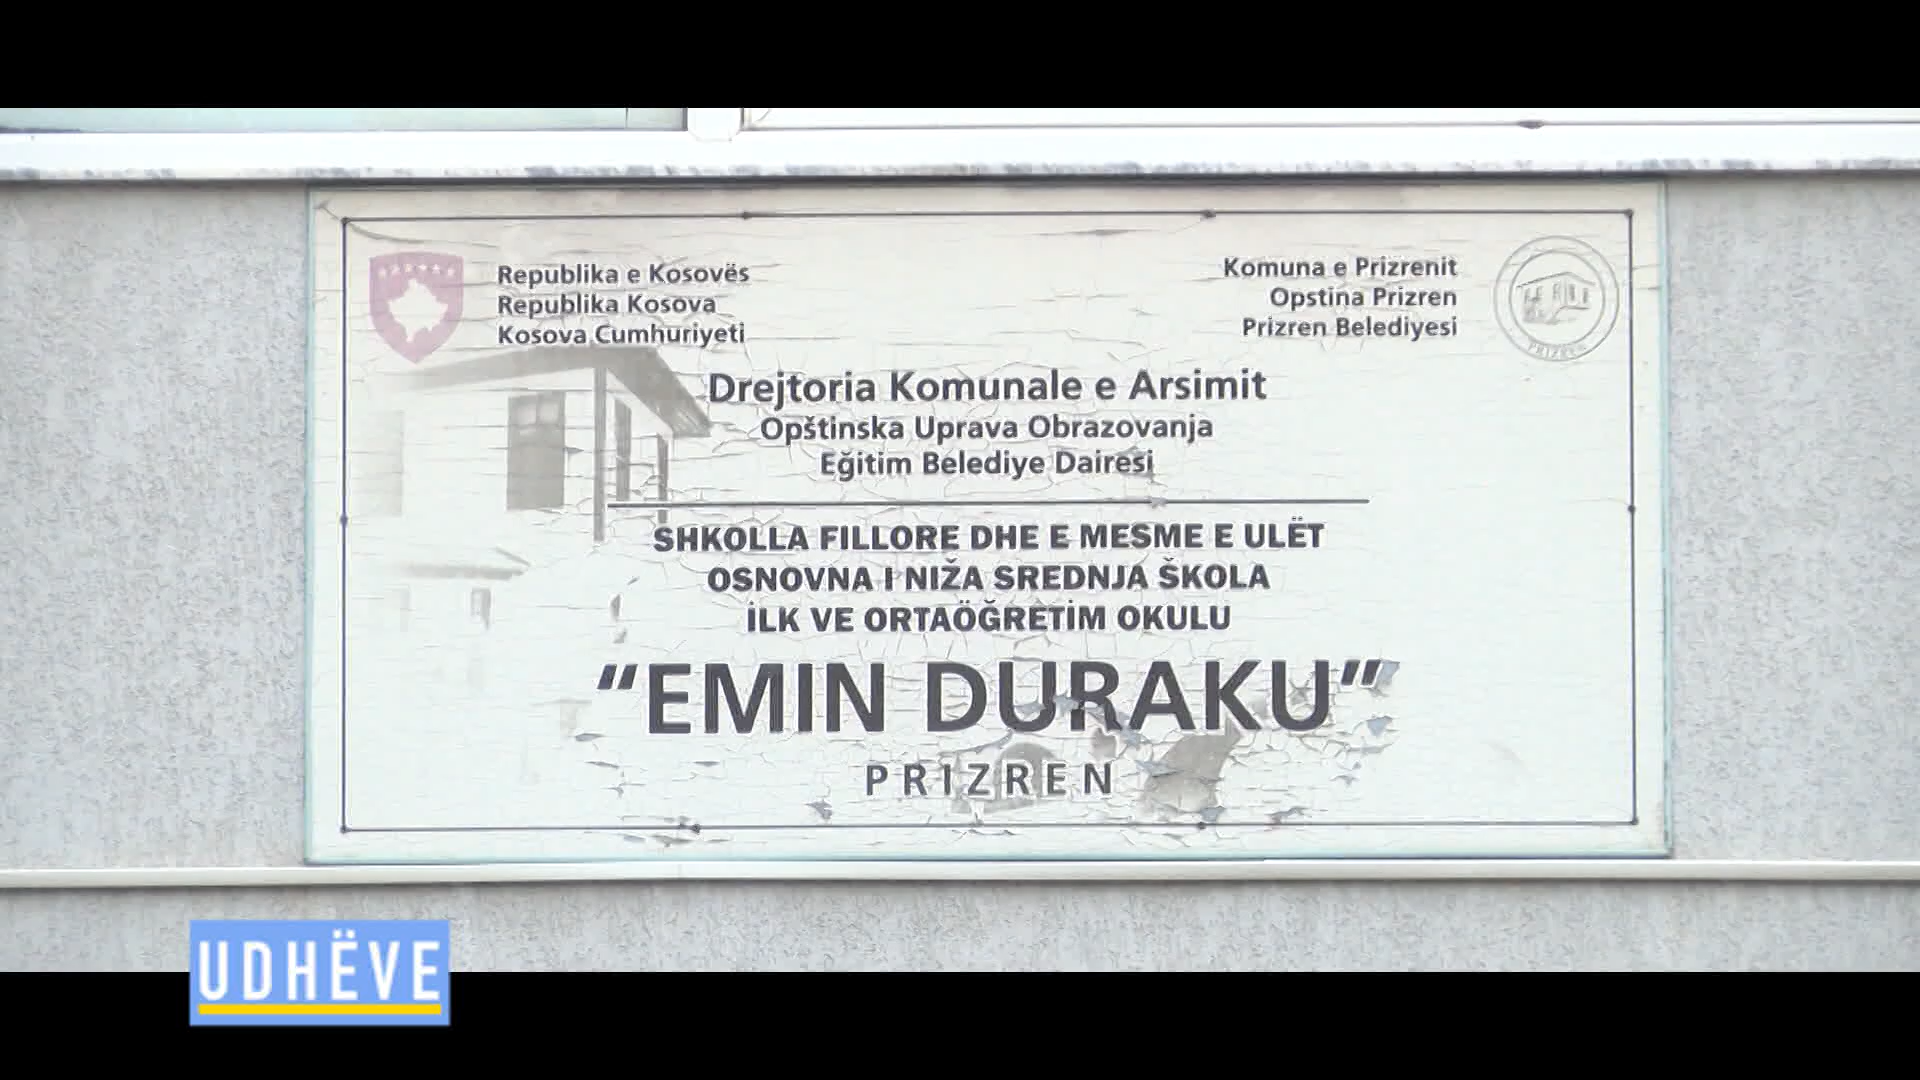 Republika e Kosovës
Republika Kosova
Kosova Cumhuriyeti
Komuna e Prizrenit
Opstina Prizren
Prizren Belediyesi
PRIZREN
Drejtoria Komunale e Arsimit
Opštinska Uprava Obrazovanja
Eğitim Belediye Dairesi
SHKOLLA FILLORE DHE E MESME E ULËT
OSNOVNA I NIŽA SREDNJA ŠKOLA
İLK VE ORTAÖĞRETİM OKULU
"EMIN DURAKU"
PRIZREN
UDHËVE